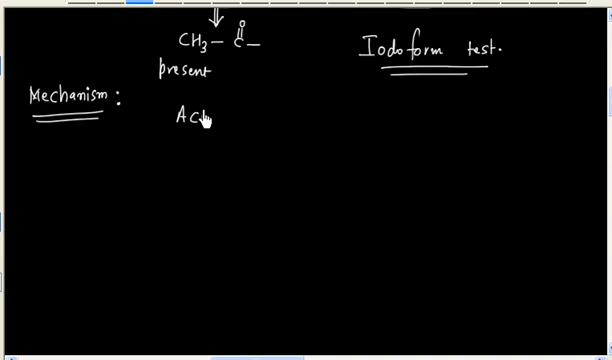 O
CH3 — C —
present
Iodoform test.
Mechanism :
Ac